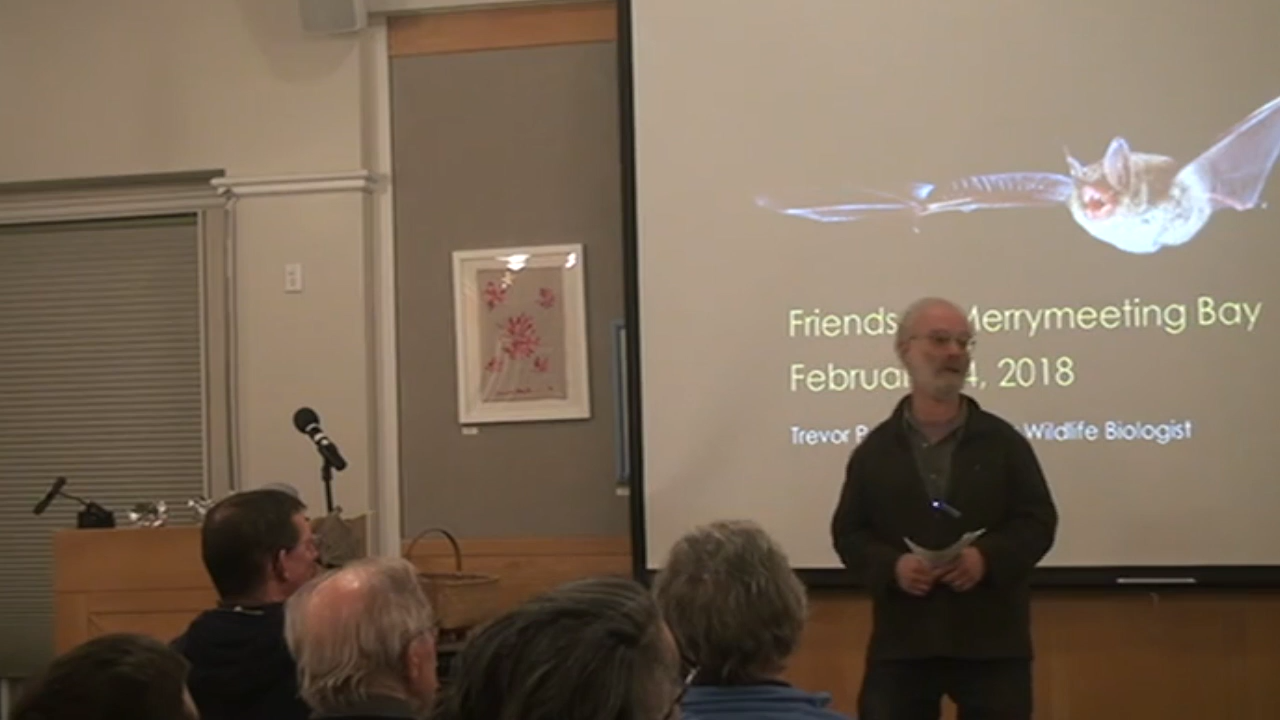 Friends Merrymeeting Bay
Februa 4, 2018
Trevor P Wildlife Biologist